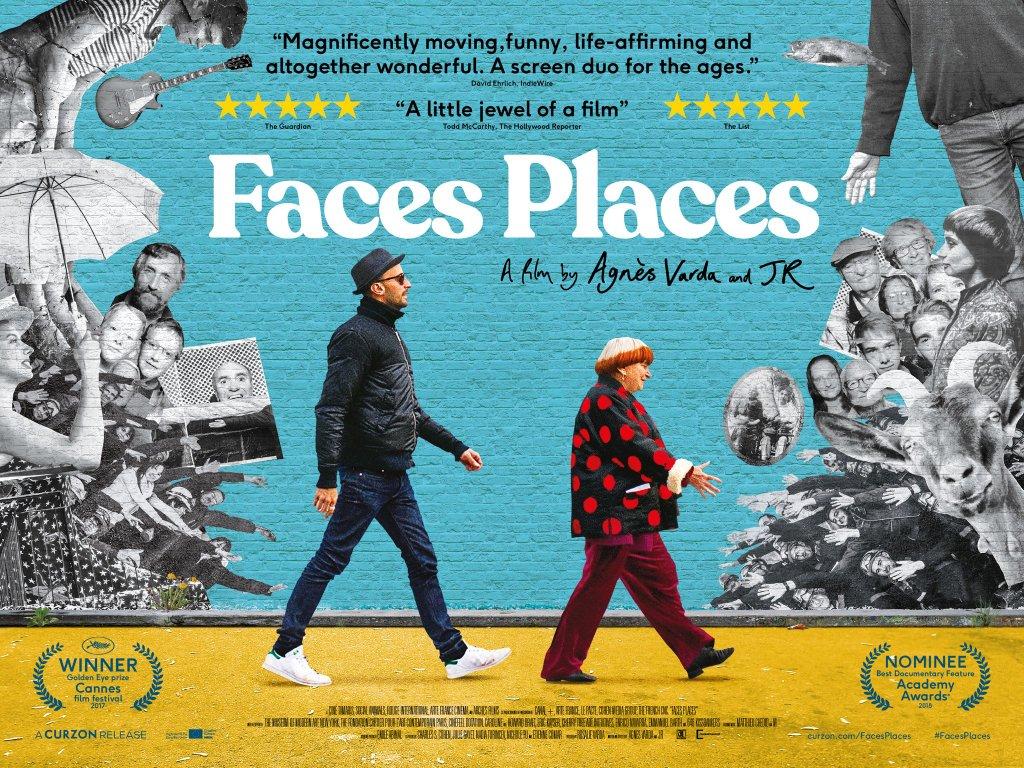 “Magnificently moving,funny, life-affirming and
altogether wonderful. A screen duo for the ages.”
David Ehrlich, IndieWire
“A little jewel of a film”
The Guardian
Todd McCarthy, The Hollywood Reporter
The List
Faces Places
A film by Agnès Varda and JR
WINNER
Golden Eye prize
Cannes
film festival
2017
NOMINEE
Best Documentary Feature
Academy
Awards®
2018
A CURZON RELEASE
curzon.com/FacesPlaces
#FacesPlaces